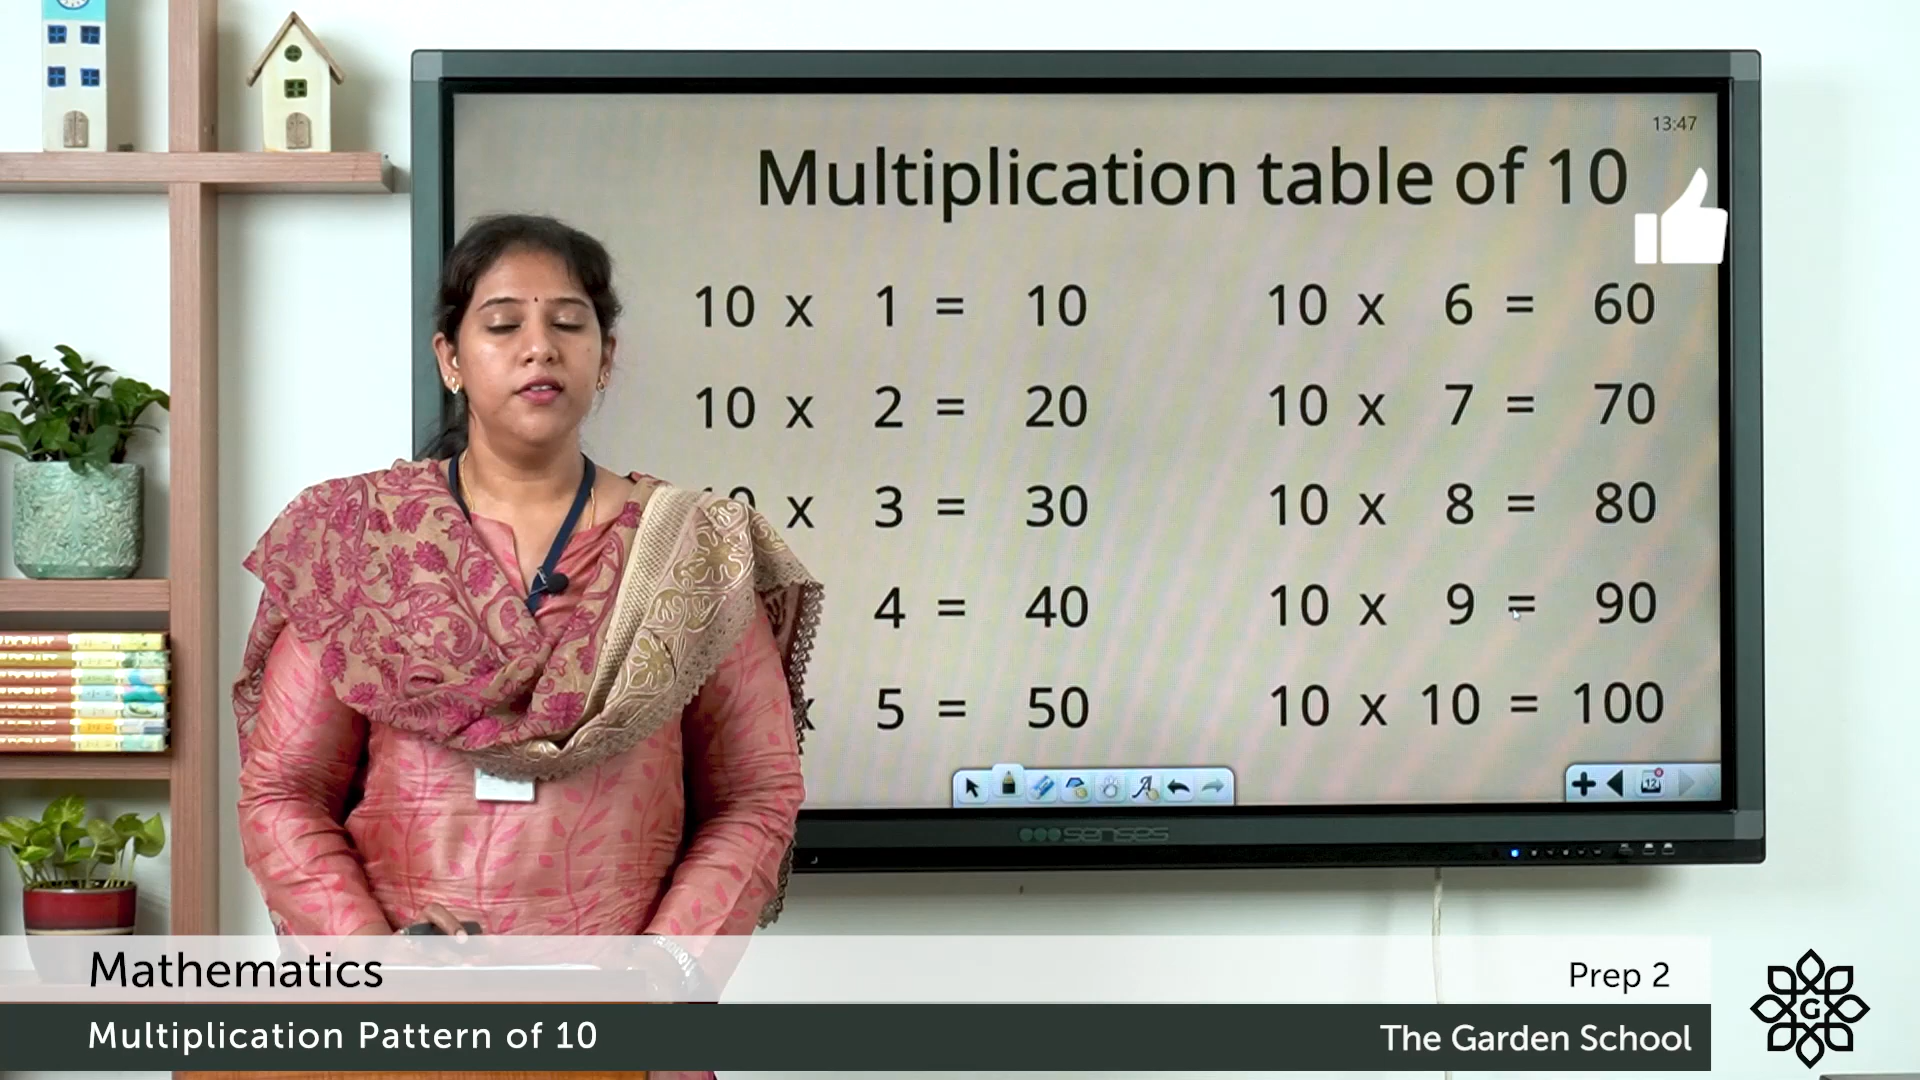 13:47
Multiplication table of 10
10 x 1 = 10
10 x 2 = 20
x 3 = 30
4 = 40
5 = 50
10 x 6 = 60
10 x 7 = 70
10 x 8 = 80
10 x 9 = 90
10 x 10 = 100
12
senses
Mathematics
Prep 2
Multiplication Pattern of 10
The Garden School
G